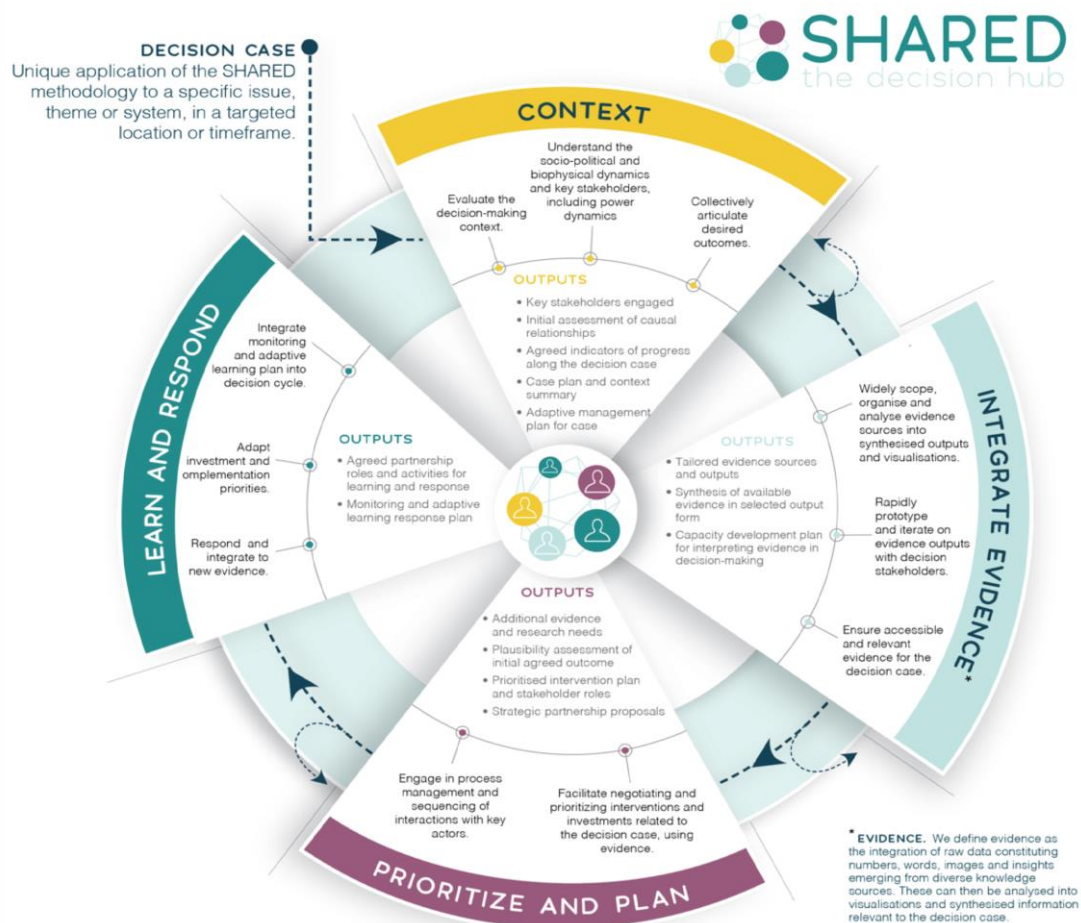 DECISION CASE
Unique application of the SHARED
methodology to a specific issue,
theme or system, in a targeted
location or timeframe.
SHARED
the decision hub
CONTEXT
Evaluate the
decision-making
context.
Understand the
socio-political and
biophysical dynamics
and key stakeholders,
including power
dynamics
Collectively
articulate
desired
outcomes.
OUTPUTS
• Key stakeholders engaged
• Initial assessment of causal
relationships
• Agreed indicators of progress
along the decision case
• Case plan and context
summary
• Adaptive management
plan for case
INTEGRATE EVIDENCE*
Widely scope,
organise and
analyse evidence
sources into
synthesised outputs
and visualisations.
Rapidly
prototype
and iterate on
evidence outputs
with decision
stakeholders.
Ensure accessible
and relevant
evidence for the
decision case.
OUTPUTS
• Tailored evidence sources
and outputs
• Synthesis of available
evidence in selected output
form
• Capacity development plan
for interpreting evidence in
decision-making
PRIORITIZE AND PLAN
OUTPUTS
• Additional evidence
and research needs
• Plausibility assessment of
initial agreed outcome
• Prioritised intervention plan
and stakeholder roles
• Strategic partnership proposals
Engage in process
management and
sequencing of
interactions with key
actors.
Facilitate negotiating and
prioritizing interventions and
investments related to
the decision case, using
evidence.
LEARN AND RESPOND
Integrate
monitoring
and adaptive
learning plan into
decision cycle.
Adapt
investment and
omplementation
priorities.
Respond and
integrate to
new evidence.
OUTPUTS
• Agreed partnership
roles and activities for
learning and response
• Monitoring and adaptive
learning response plan
* EVIDENCE. We define evidence as
the integration of raw data constituting
numbers, words, images and insights
emerging from diverse knowledge
sources. These can then be analysed into
visualisations and synthesised information
relevant to the decision case.